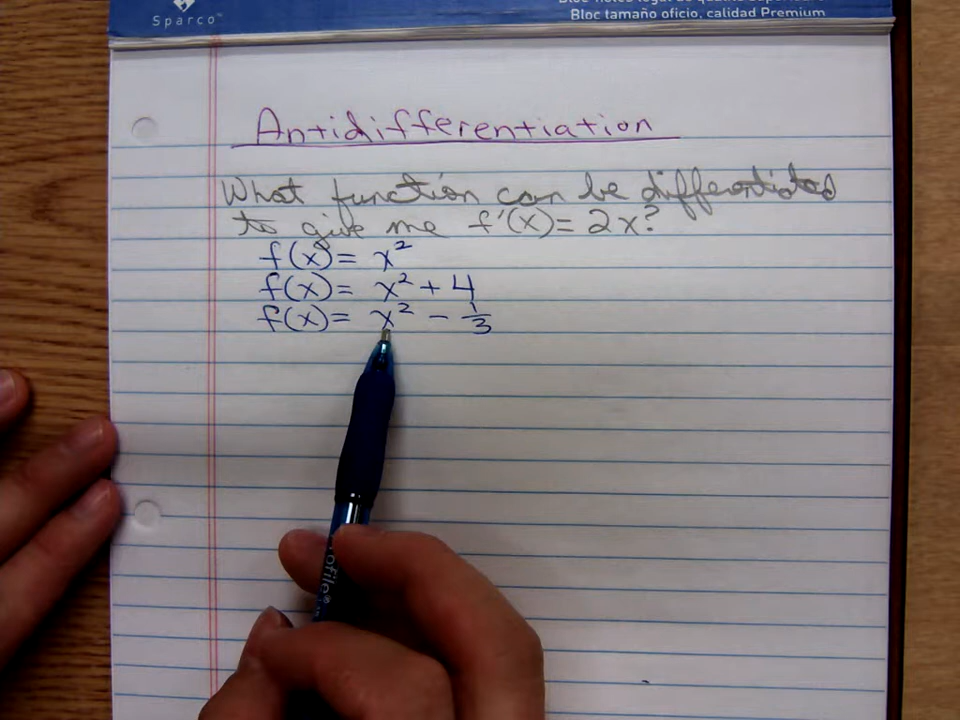 Sparco
Bloc tamaño oficio, calidad Premium
Antidifferentiation
What function can be differentiated
to give me f'(x) = 2x?
f(x) = x²
f(x) = x² + 4
f(x) = x² - 1/3
ofile®